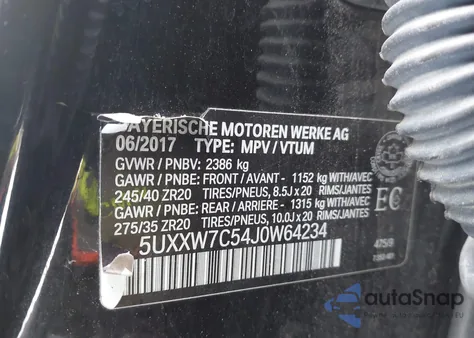 BAYERISCHE MOTOREN WERKE AG
06/2017 TYPE: MPV / VTUM
GVWR / PNBV: 2386 kg
GAWR / PNBE: FRONT / AVANT - 1152 kg WITH/AVEC
245/40 ZR20 TIRES/PNEUS, 8.5J x 20 RIMS/JANTES
GAWR / PNBE: REAR / ARRIERE - 1315 kg WITH/AVEC
275/35 ZR20 TIRES/PNEUS, 10.0J x 20 RIMS/JANTES
EC
5UXXW7C54J0W64234
475/B
autoSnap